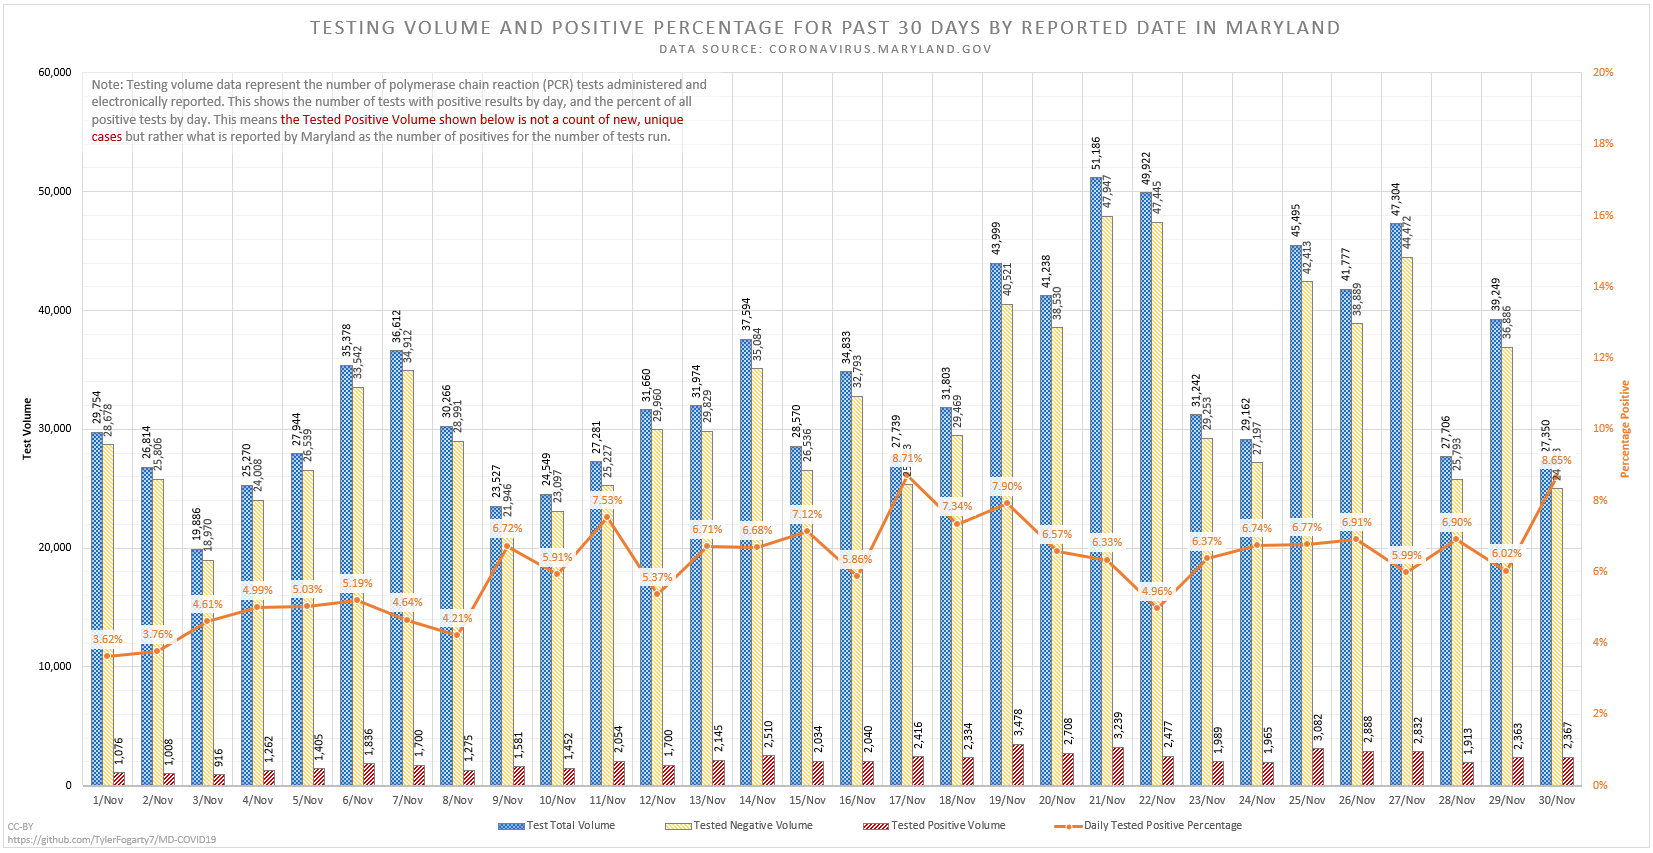 TESTING VOLUME AND POSITIVE PERCENTAGE FOR PAST 30 DAYS BY REPORTED DATE IN MARYLAND
DATA SOURCE: CORONAVIRUS.MARYLAND.GOV
Note: Testing volume data represent the number of polymerase chain reaction (PCR) tests administered and
electronically reported. This shows the number of tests with positive results by day, and the percent of all
positive tests by day. This means the Tested Positive Volume shown below is not a count of new, unique
cases but rather what is reported by Maryland as the number of positives for the number of tests run.
Test Volume
60,000
50,000
40,000
30,000
20,000
10,000
0
Percentage Positive
20%
18%
16%
14%
12%
10%
8%
6%
4%
2%
0%
29,754 28,678 3.62% 1,076
26,814 25,806 3.76% 1,008
19,886 18,970 4.61% 916
25,270 24,008 4.99% 1,262
27,944 26,539 5.03% 1,405
35,378 33,542 5.19% 1,836
36,612 34,912 4.64% 1,700
30,266 28,991 4.21% 1,275
23,527 21,946 6.72% 1,581
24,549 23,097 5.91% 1,452
27,281 25,227 7.53% 2,054
31,660 29,960 5.37% 1,700
31,974 29,829 6.71% 2,145
37,594 35,084 6.68% 2,510
28,570 26,536 7.12% 2,034
34,833 32,793 5.86% 2,040
27,739 8.71% 2,416
31,803 29,469 7.34% 2,334
43,999 40,521 7.90% 3,478
41,238 38,530 6.57% 2,708
51,186 47,947 6.33% 3,239
49,922 47,445 4.96% 2,477
31,242 29,253 6.37% 1,989
29,162 27,197 6.74% 1,965
45,495 42,413 6.77% 3,082
41,777 38,889 6.91% 2,888
47,304 44,472 5.99% 2,832
27,706 25,793 6.90% 1,913
39,249 36,886 6.02% 2,363
27,350 8.65% 2,367
1/Nov 2/Nov 3/Nov 4/Nov 5/Nov 6/Nov 7/Nov 8/Nov 9/Nov 10/Nov 11/Nov 12/Nov 13/Nov 14/Nov 15/Nov 16/Nov 17/Nov 18/Nov 19/Nov 20/Nov 21/Nov 22/Nov 23/Nov 24/Nov 25/Nov 26/Nov 27/Nov 28/Nov 29/Nov 30/Nov
Test Total Volume Tested Negative Volume Tested Positive Volume Daily Tested Positive Percentage
CC-BY
https://github.com/TylerFogarty7/MD-COVID19